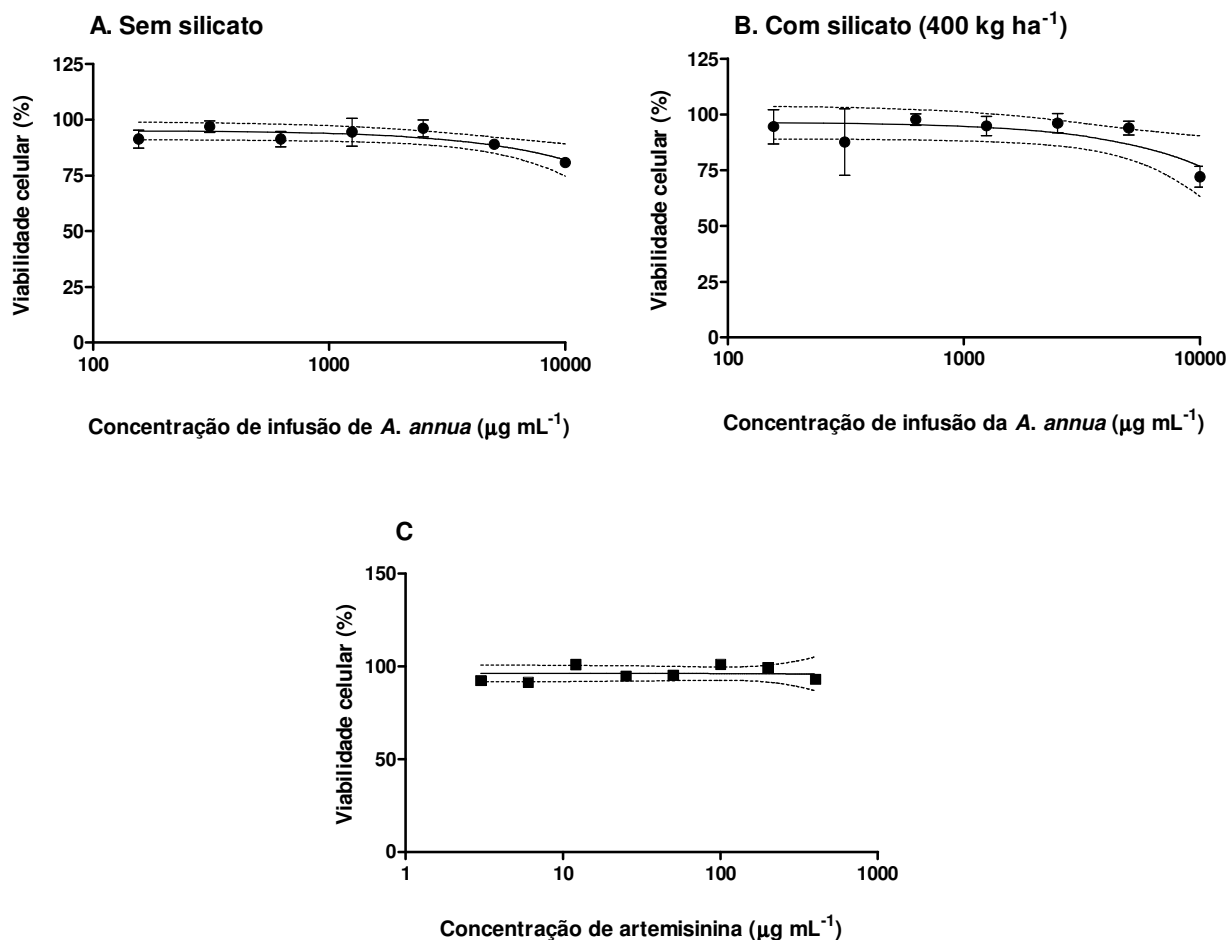 A. Sem silicato
Viabilidade celular (%)
125
100
75
50
25
0
100
1000
10000
Concentração de infusão de A. annua (μg mL⁻¹)
B. Com silicato (400 kg ha⁻¹)
Viabilidade celular (%)
125
100
75
50
25
0
100
1000
10000
Concentração de infusão da A. annua (μg mL⁻¹)
C
Viabilidade celular (%)
150
100
50
0
1
10
100
1000
Concentração de artemisinina (μg mL⁻¹)